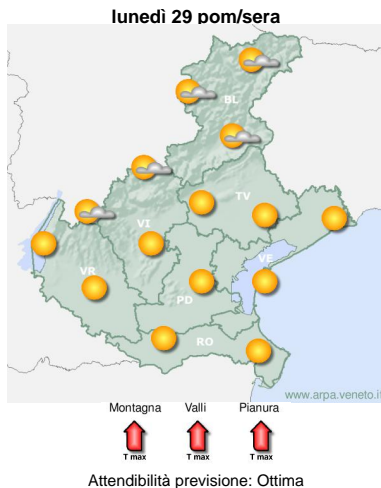 lunedì 29 pom/sera
BL
TV
VI
VE
VR
PD
RO
www.arpa.veneto.it
Montagna Valli Pianura
T max T max T max
Attendibilità previsione: Ottima